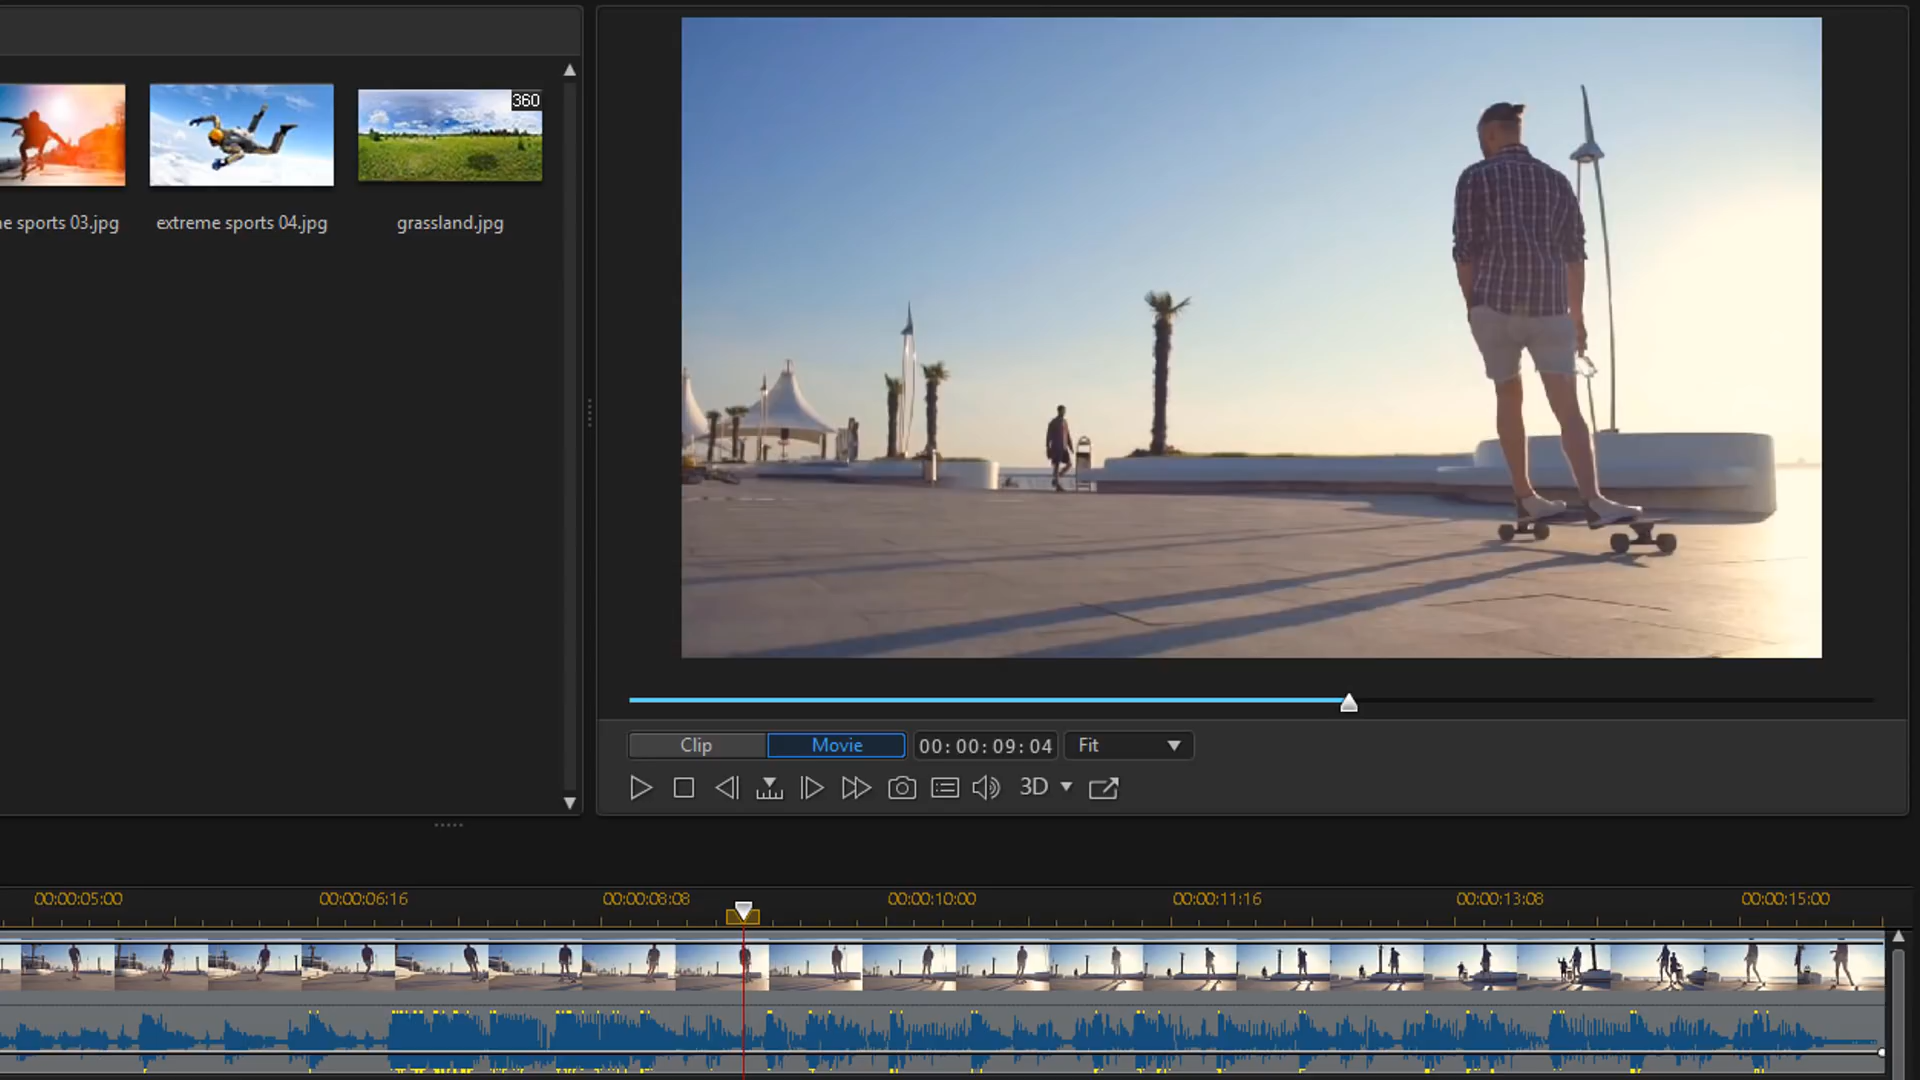 360
e sports 03.jpg
extreme sports 04.jpg
grassland.jpg
Clip
Movie
00:00:09:04
Fit
3D
00:00:05:00
00:00:06:16
00:00:08:08
00:00:10:00
00:00:11:16
00:00:13:08
00:00:15:00